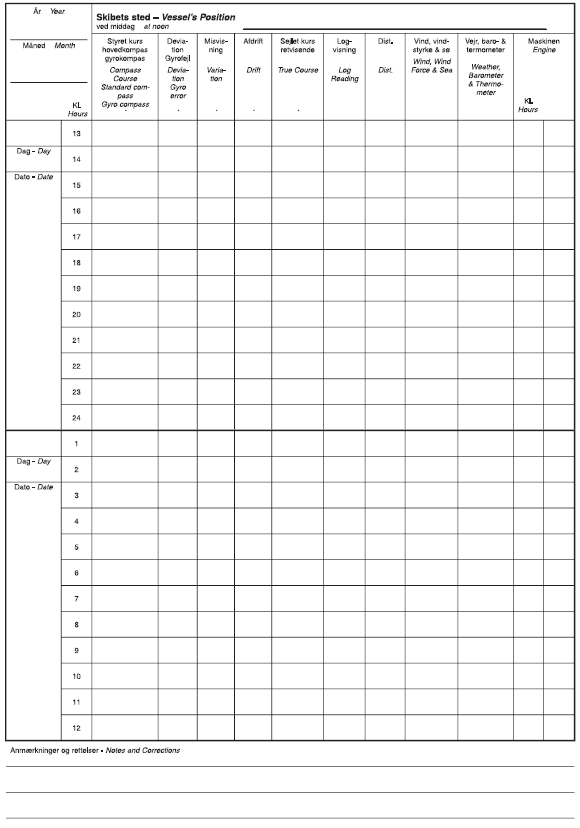 År Year
Skibets sted – Vessel's Position
ved middag at noon
Måned Month
Kl.
Hours
Styret kurs
hovedkompas
gyrokompas
Compass
Course
Standard com-
pass
Gyro compass
Devia-
tion
Gyrofejl
Devia-
tion
Gyro
error
Misvis-
ning
Varia-
tion
Afdrift
Drift
Sejlet kurs
retvisende
True Course
Log-
visning
Log
Reading
Dist.
Dist.
Vind, vind-
styrke & sø
Wind, Wind
Force & Sea
Vejr, baro- &
termometer
Weather,
Barometer
& Thermo-
meter
Maskinen
Engine
Kl.
Hours
13
Dag – Day
14
Dato – Date
15
16
17
18
19
20
21
22
23
24
1
Dag – Day
2
Dato – Date
3
4
5
6
7
8
9
10
11
12
Anmærkninger og rettelser • Notes and Corrections